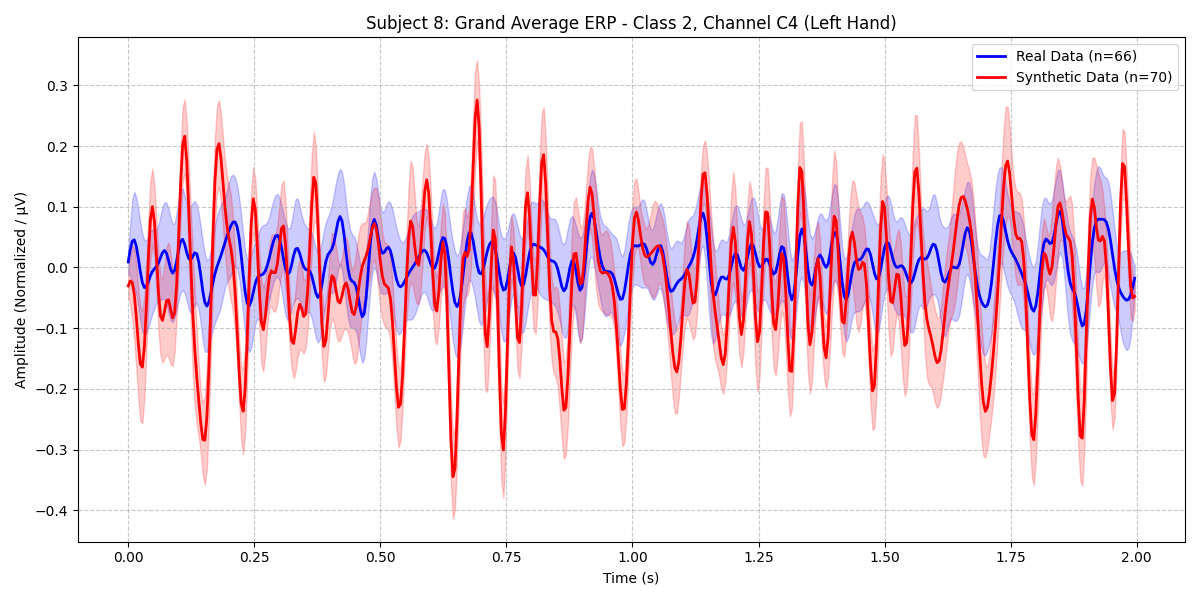 Subject 8: Grand Average ERP - Class 2, Channel C4 (Left Hand)
Real Data (n=66)
Synthetic Data (n=70)
Amplitude (Normalized / μV)
0.3
0.2
0.1
0.0
−0.1
−0.2
−0.3
−0.4
0.00 0.25 0.50 0.75 1.00 1.25 1.50 1.75 2.00
Time (s)